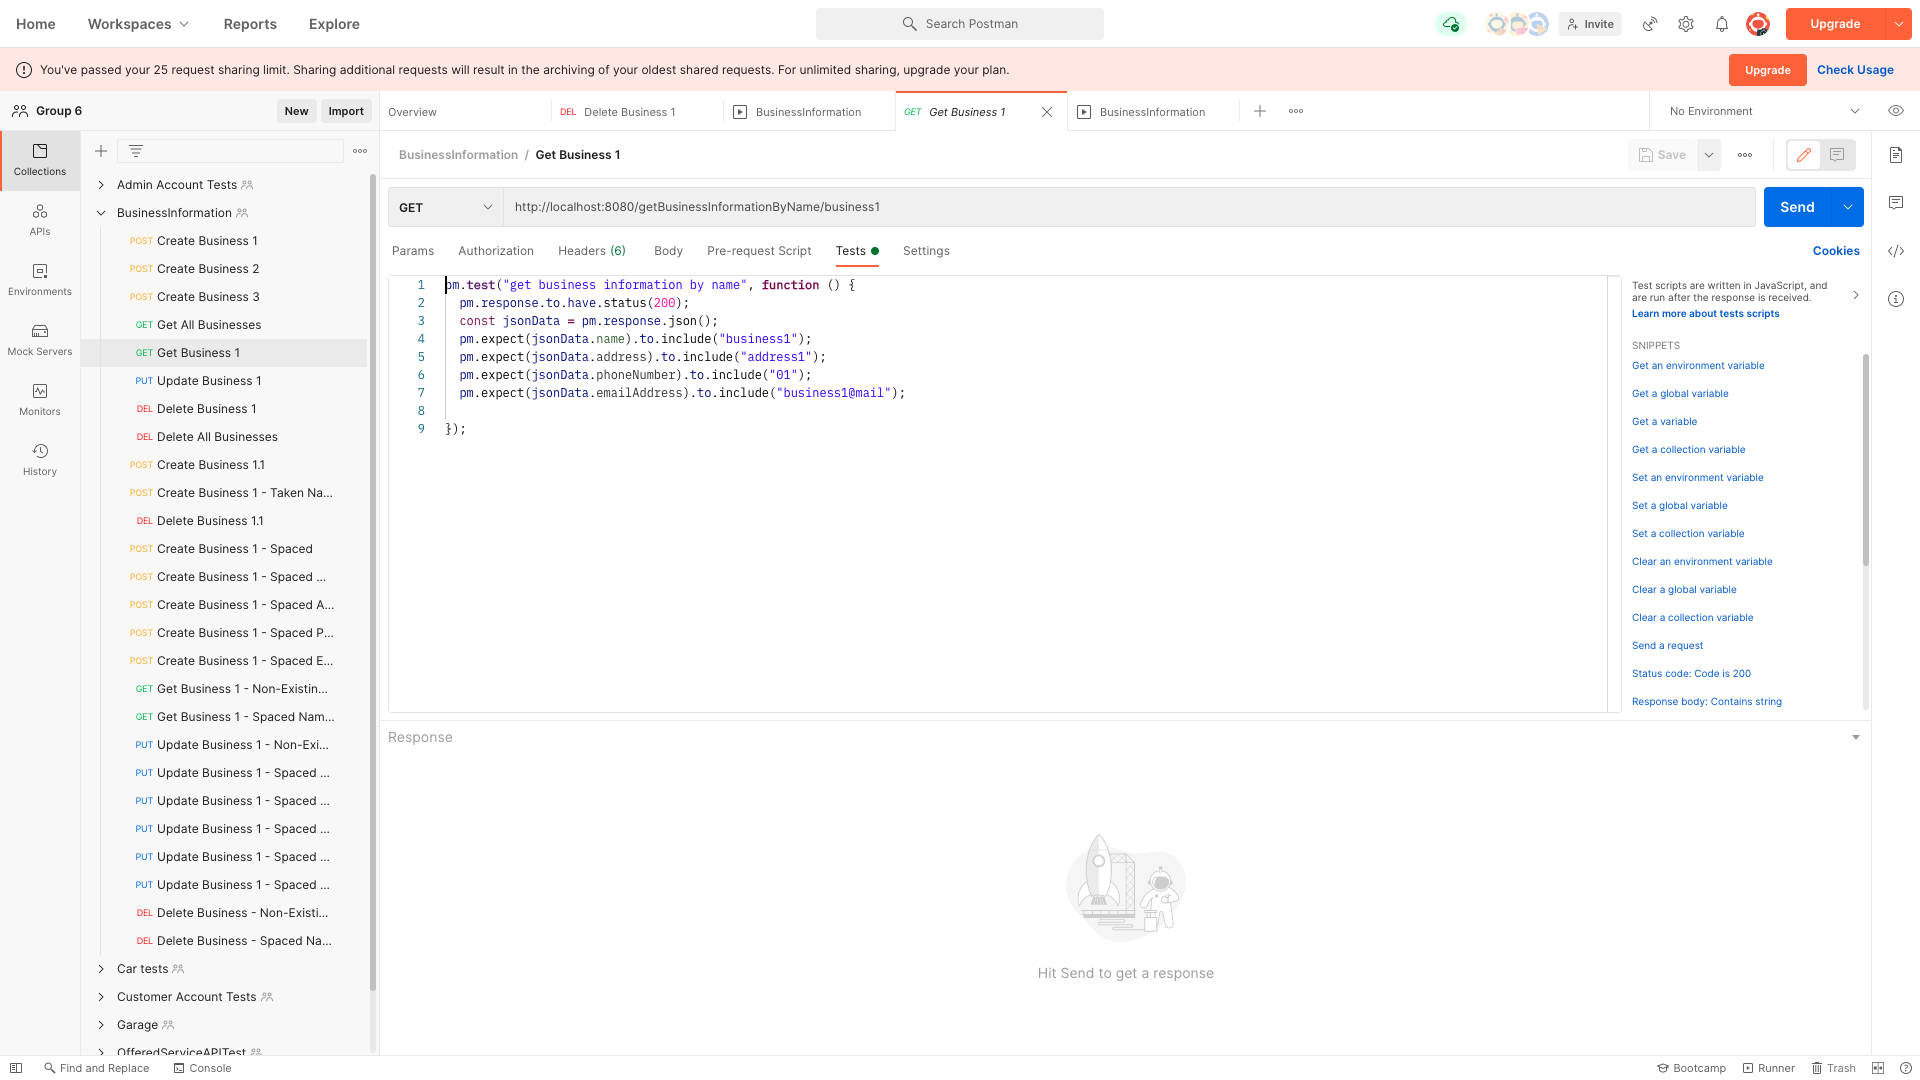 Home
Workspaces
Reports
Explore
Search Postman
Invite
Upgrade
You've passed your 25 request sharing limit. Sharing additional requests will result in the archiving of your oldest shared requests. For unlimited sharing, upgrade your plan.
Upgrade
Check Usage
Group 6
New
Import
Overview
DEL Delete Business 1
BusinessInformation
GET Get Business 1
BusinessInformation
No Environment
Collections
APIs
Environments
Mock Servers
Monitors
History
Admin Account Tests
BusinessInformation
POST Create Business 1
POST Create Business 2
POST Create Business 3
GET Get All Businesses
GET Get Business 1
PUT Update Business 1
DEL Delete Business 1
DEL Delete All Businesses
POST Create Business 1.1
POST Create Business 1 - Taken Na...
DEL Delete Business 1.1
POST Create Business 1 - Spaced
POST Create Business 1 - Spaced ...
POST Create Business 1 - Spaced A...
POST Create Business 1 - Spaced P...
POST Create Business 1 - Spaced E...
GET Get Business 1 - Non-Existin...
GET Get Business 1 - Spaced Nam...
PUT Update Business 1 - Non-Exi...
PUT Update Business 1 - Spaced ...
PUT Update Business 1 - Spaced ...
PUT Update Business 1 - Spaced ...
PUT Update Business 1 - Spaced ...
PUT Update Business 1 - Spaced ...
DEL Delete Business - Non-Existi...
DEL Delete Business - Spaced Na...
Car tests
Customer Account Tests
Garage
OfferedServiceAPITest
BusinessInformation / Get Business 1
Save
GET
http://localhost:8080/getBusinessInformationByName/business1
Send
Params
Authorization
Headers (6)
Body
Pre-request Script
Tests
Settings
Cookies
1 pm.test("get business information by name", function () {
2 pm.response.to.have.status(200);
3 const jsonData = pm.response.json();
4 pm.expect(jsonData.name).to.include("business1");
5 pm.expect(jsonData.address).to.include("address1");
6 pm.expect(jsonData.phoneNumber).to.include("01");
7 pm.expect(jsonData.emailAddress).to.include("business1@mail");
8
9 });
Test scripts are written in JavaScript, and
are run after the response is received.
Learn more about tests scripts
SNIPPETS
Get an environment variable
Get a global variable
Get a variable
Get a collection variable
Set an environment variable
Set a global variable
Set a collection variable
Clear an environment variable
Clear a global variable
Clear a collection variable
Send a request
Status code: Code is 200
Response body: Contains string
Response
Hit Send to get a response
Find and Replace
Console
Bootcamp
Runner
Trash